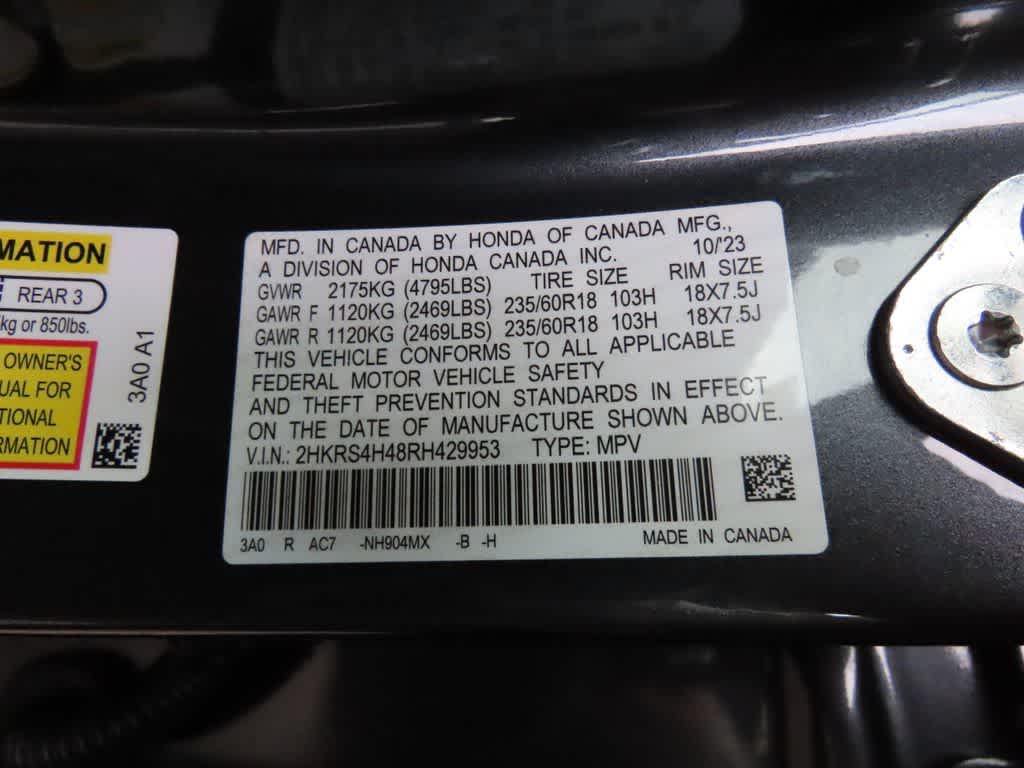 MATION
REAR 3
kg or 850lbs.
OWNER'S
UAL FOR
TIONAL
RMATION
3A0 A1
MFD. IN CANADA BY HONDA OF CANADA MFG.,
A DIVISION OF HONDA CANADA INC. 10/'23
GVWR 2175KG (4795LBS) TIRE SIZE RIM SIZE
GAWR F 1120KG (2469LBS) 235/60R18 103H 18X7.5J
GAWR R 1120KG (2469LBS) 235/60R18 103H 18X7.5J
THIS VEHICLE CONFORMS TO ALL APPLICABLE
FEDERAL MOTOR VEHICLE SAFETY
AND THEFT PREVENTION STANDARDS IN EFFECT
ON THE DATE OF MANUFACTURE SHOWN ABOVE.
V.I.N.: 2HKRS4H48RH429953 TYPE: MPV
3A0 R AC7 -NH904MX -B -H MADE IN CANADA